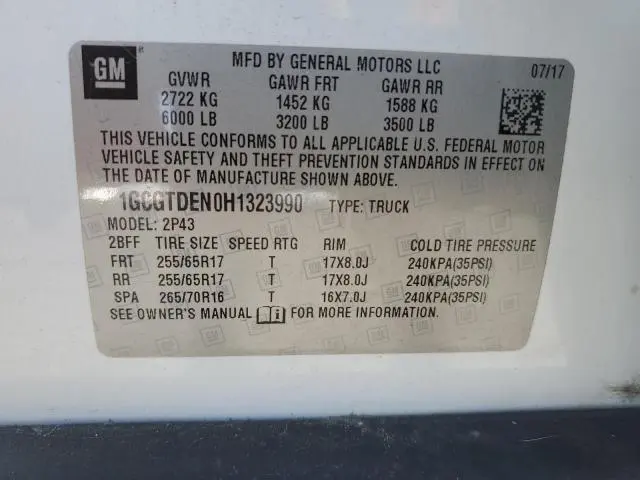 GM
MFD BY GENERAL MOTORS LLC 07/17
GVWR GAWR FRT GAWR RR
2722 KG 1452 KG 1588 KG
6000 LB 3200 LB 3500 LB
THIS VEHICLE CONFORMS TO ALL APPLICABLE U.S. FEDERAL MOTOR
VEHICLE SAFETY AND THEFT PREVENTION STANDARDS IN EFFECT ON
THE DATE OF MANUFACTURE SHOWN ABOVE.
1GCGTDEN0H1323990 TYPE: TRUCK
MODEL: 2P43
2BFF TIRE SIZE SPEED RTG RIM COLD TIRE PRESSURE
FRT 255/65R17 T 17X8.0J 240KPA(35PSI)
RR 255/65R17 T 17X8.0J 240KPA(35PSI)
SPA 265/70R16 T 16X7.0J 240KPA(35PSI)
SEE OWNER'S MANUAL FOR MORE INFORMATION.